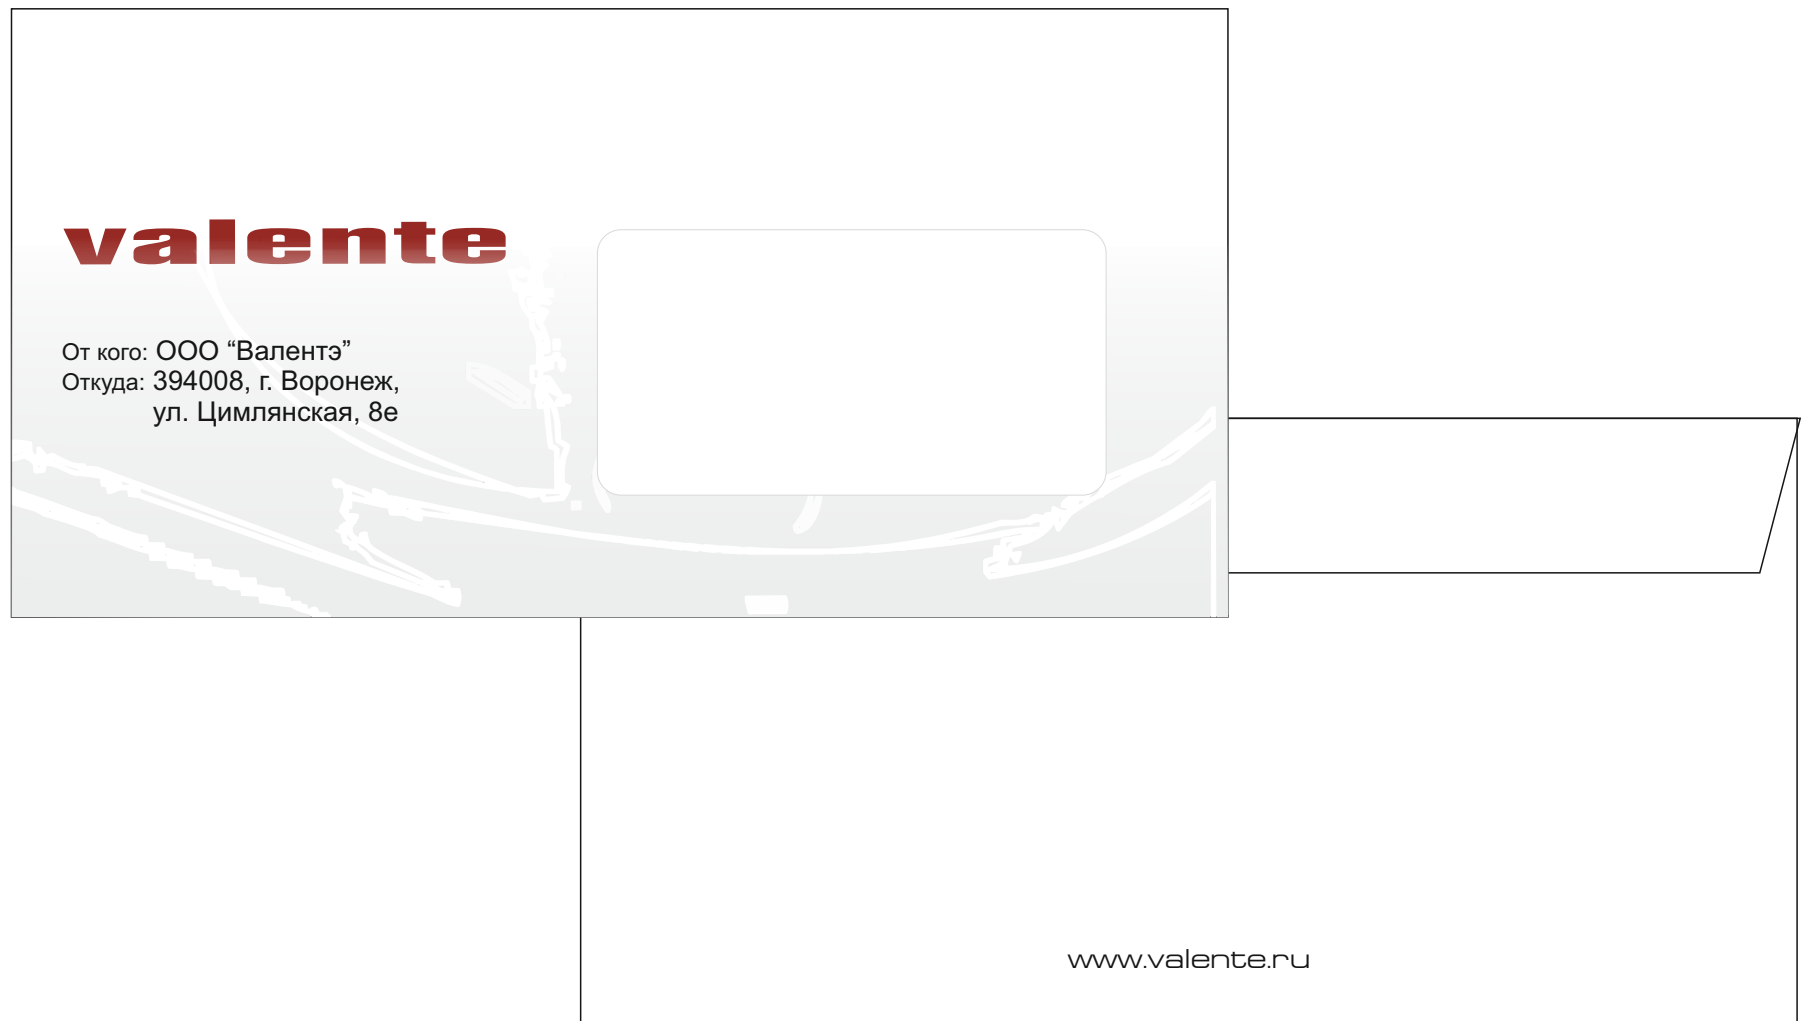 valente
От кого: ООО “Валентэ”
Откуда: 394008, г. Воронеж,
ул. Цимлянская, 8е
www.valente.ru